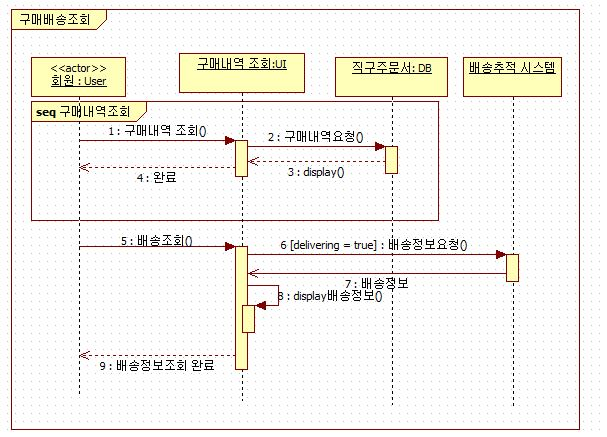 구매배송조회
<<actor>>
회원 : User
구매내역 조회:UI
직구주문서: DB
배송추적 시스템
seq 구매내역조회
1 : 구매내역 조회()
2 : 구매내역요청()
3 : display()
4 : 완료
5 : 배송조회()
6 [delivering = true] : 배송정보요청()
7 : 배송정보
8 : display배송정보()
9 : 배송정보조회 완료